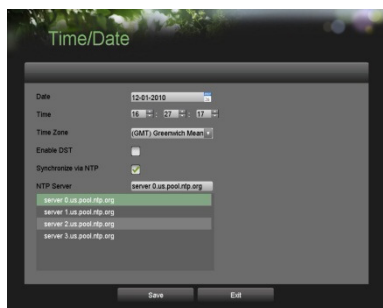 Time/Date
Date 12-01-2010
Time 16 : 27 : 17
Time Zone (GMT) Greenwich Mean
Enable DST
Synchronize via NTP
NTP Server server 0.us.pool.ntp.org
server 0.us.pool.ntp.org
server 1.us.pool.ntp.org
server 2.us.pool.ntp.org
server 3.us.pool.ntp.org
Save Exit